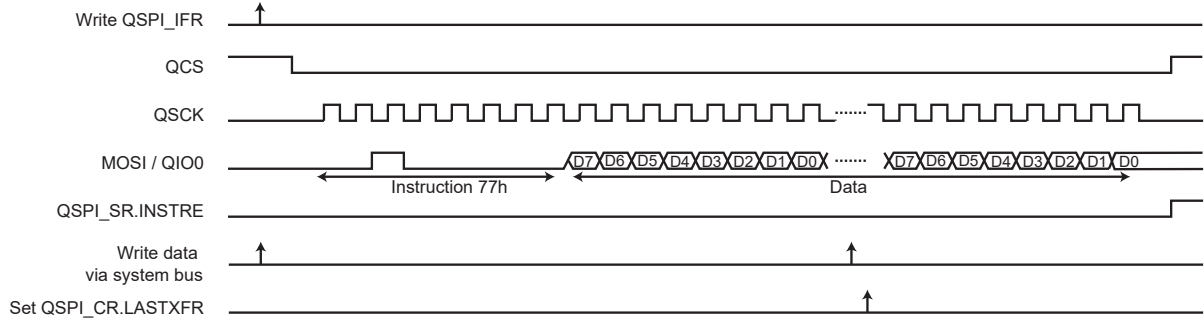 Write QSPI_IFR
QCS
QSCK
.......
MOSI / QIO0
D7 D6 D5 D4 D3 D2 D1 D0 ....... D7 D6 D5 D4 D3 D2 D1 D0
Instruction 77h
Data
QSPI_SR.INSTRE
Write data
via system bus
Set QSPI_CR.LASTXFR